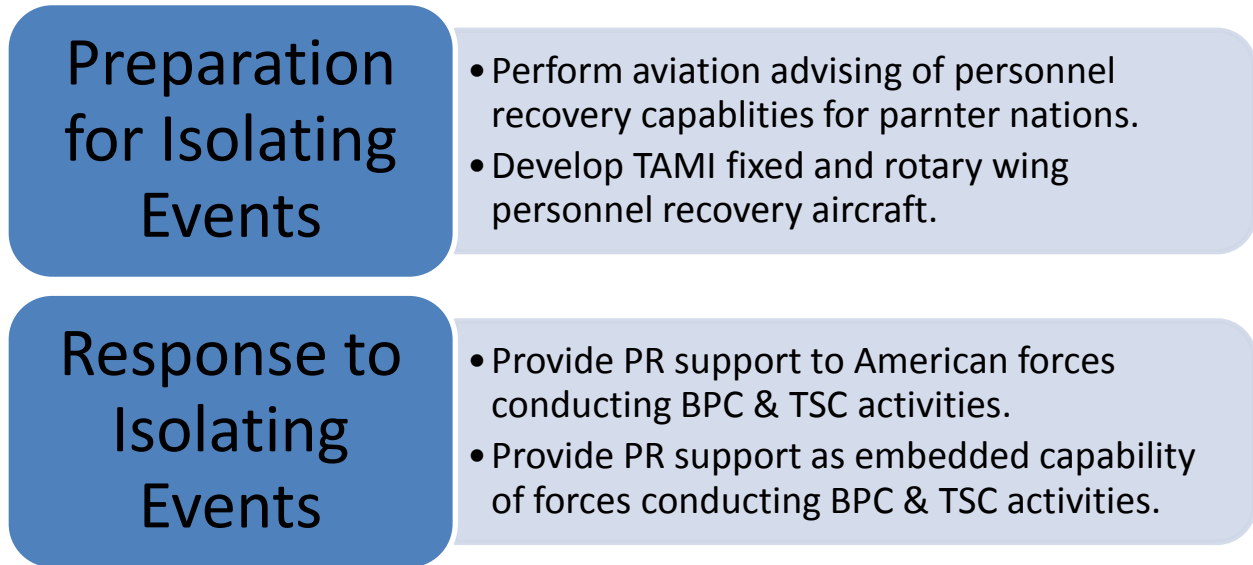 Preparation
for Isolating
Events
•Perform aviation advising of personnel
recovery capablities for parnter nations.
•Develop TAMI fixed and rotary wing
personnel recovery aircraft.
Response to
Isolating
Events
•Provide PR support to American forces
conducting BPC & TSC activities.
•Provide PR support as embedded capability
of forces conducting BPC & TSC activities.